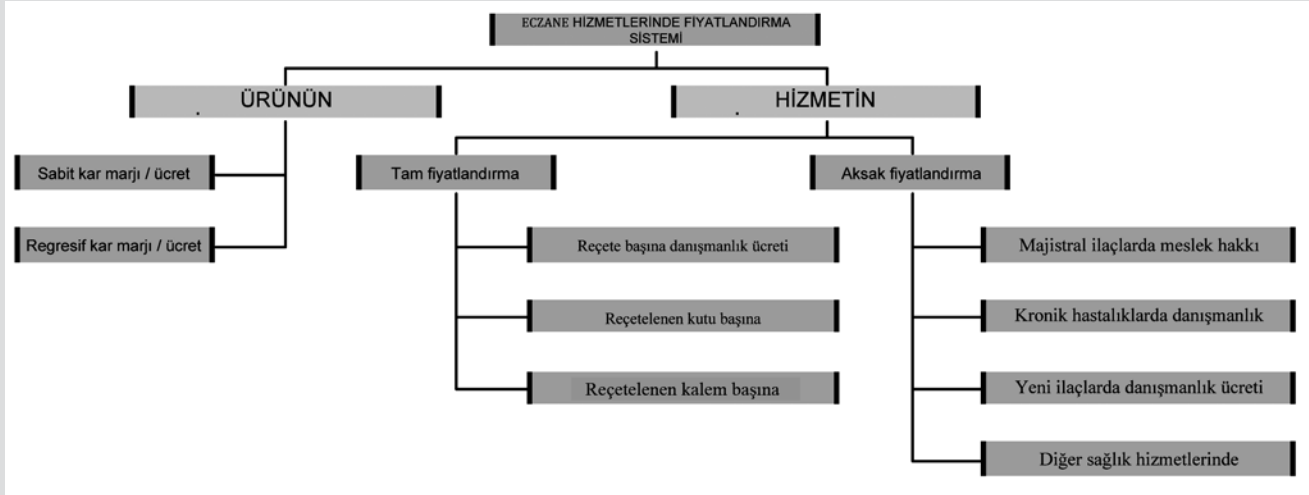 ECZANE HİZMETLERİNDE FİYATLANDIRMA
SİSTEMİ
ÜRÜNÜN
HİZMETİN
Sabit kar marjı / ücret
Tam fiyatlandırma
Aksak fiyatlandırma
Regresif kar marjı / ücret
Reçete başına danışmanlık ücreti
Majistral ilaçlarda meslek hakkı
Reçetelenen kutu başına
Kronik hastalıklarda danışmanlık
Reçetelenen kalem başına
Yeni ilaçlarda danışmanlık ücreti
Diğer sağlık hizmetlerinde